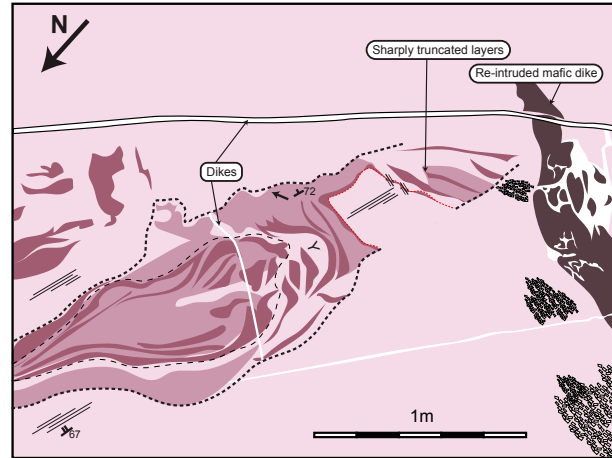 N
Sharply truncated layers
Re-intruded mafic dike
Dikes
72
1m
67